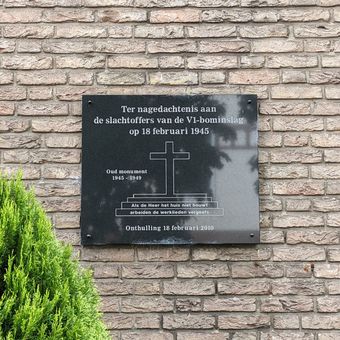 Ter nagedachtenis aan
de slachtoffers van de V1-bominslag
op 18 februari 1945
Oud monument
1945 - 1949
Als de Heer het huis niet bouwt
arbeiden de werklieden vergeefs
Onthulling 18 februari 2010